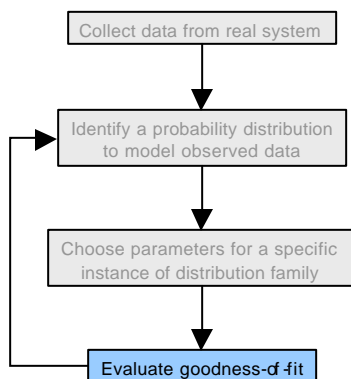 Collect data from real system
Identify a probability distribution
to model observed data
Choose parameters for a specific
instance of distribution family
Evaluate goodness-of-fit